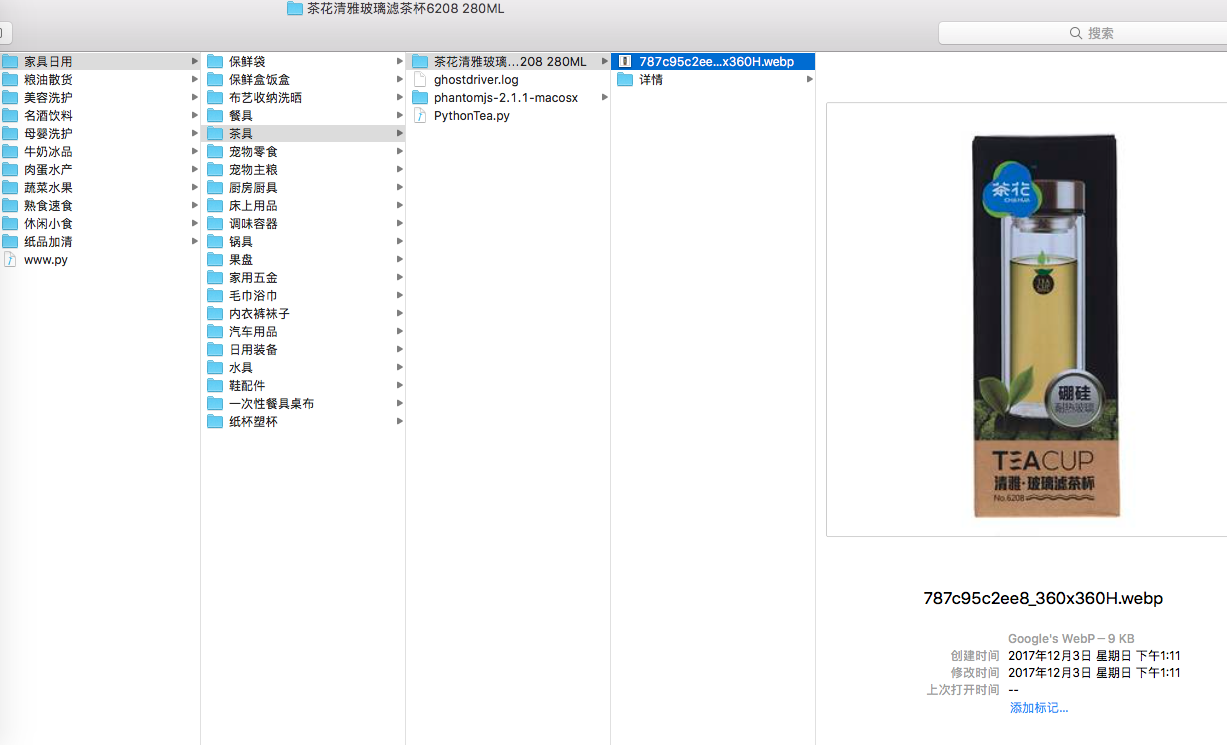 茶花清雅玻璃滤茶杯6208 280ML
搜索
家具日用
粮油散货
美容洗护
名酒饮料
母婴洗护
牛奶冰品
肉蛋水产
蔬菜水果
熟食速食
休闲小食
纸品加清
www.py
保鲜袋
保鲜盒饭盒
布艺收纳洗晒
餐具
茶具
宠物零食
宠物主粮
厨房厨具
床上用品
调味容器
锅具
果盘
家用五金
毛巾浴巾
内衣裤袜子
汽车用品
日用装备
水具
鞋配件
一次性餐具桌布
纸杯塑杯
茶花清雅玻璃...208 280ML
ghostdriver.log
phantomjs-2.1.1-macosx
PythonTea.py
787c95c2ee...x360H.webp
详情
茶花
CHAHUA
TEA
CUP
硼硅
耐热玻璃
TEACUP
清雅·玻璃滤茶杯
No.6208
787c95c2ee8_360x360H.webp
Google's WebP - 9 KB
创建时间 2017年12月3日 星期日 下午1:11
修改时间 2017年12月3日 星期日 下午1:11
上次打开时间 --
添加标记...